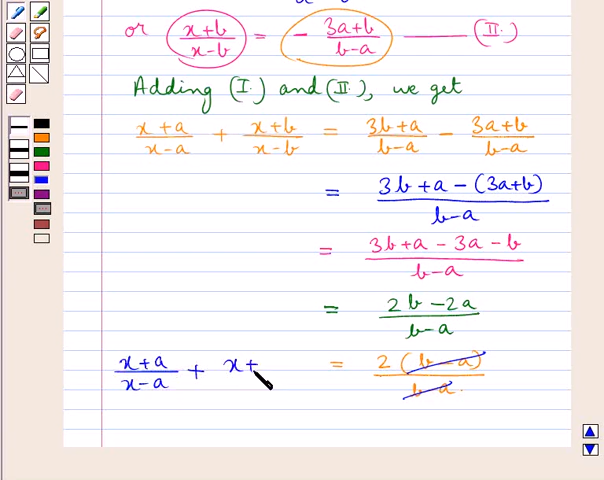 or (x+b)/(x-b) = - (3a+b)/(b-a) —— (II.)
Adding (I.) and (II.), we get
(x+a)/(x-a) + (x+b)/(x-b) = (3b+a)/(b-a) - (3a+b)/(b-a)
= (3b+a-(3a+b))/(b-a)
= (3b+a-3a-b)/(b-a)
= (2b-2a)/(b-a)
(x+a)/(x-a) + x+ = 2(b-a)/(b-a)